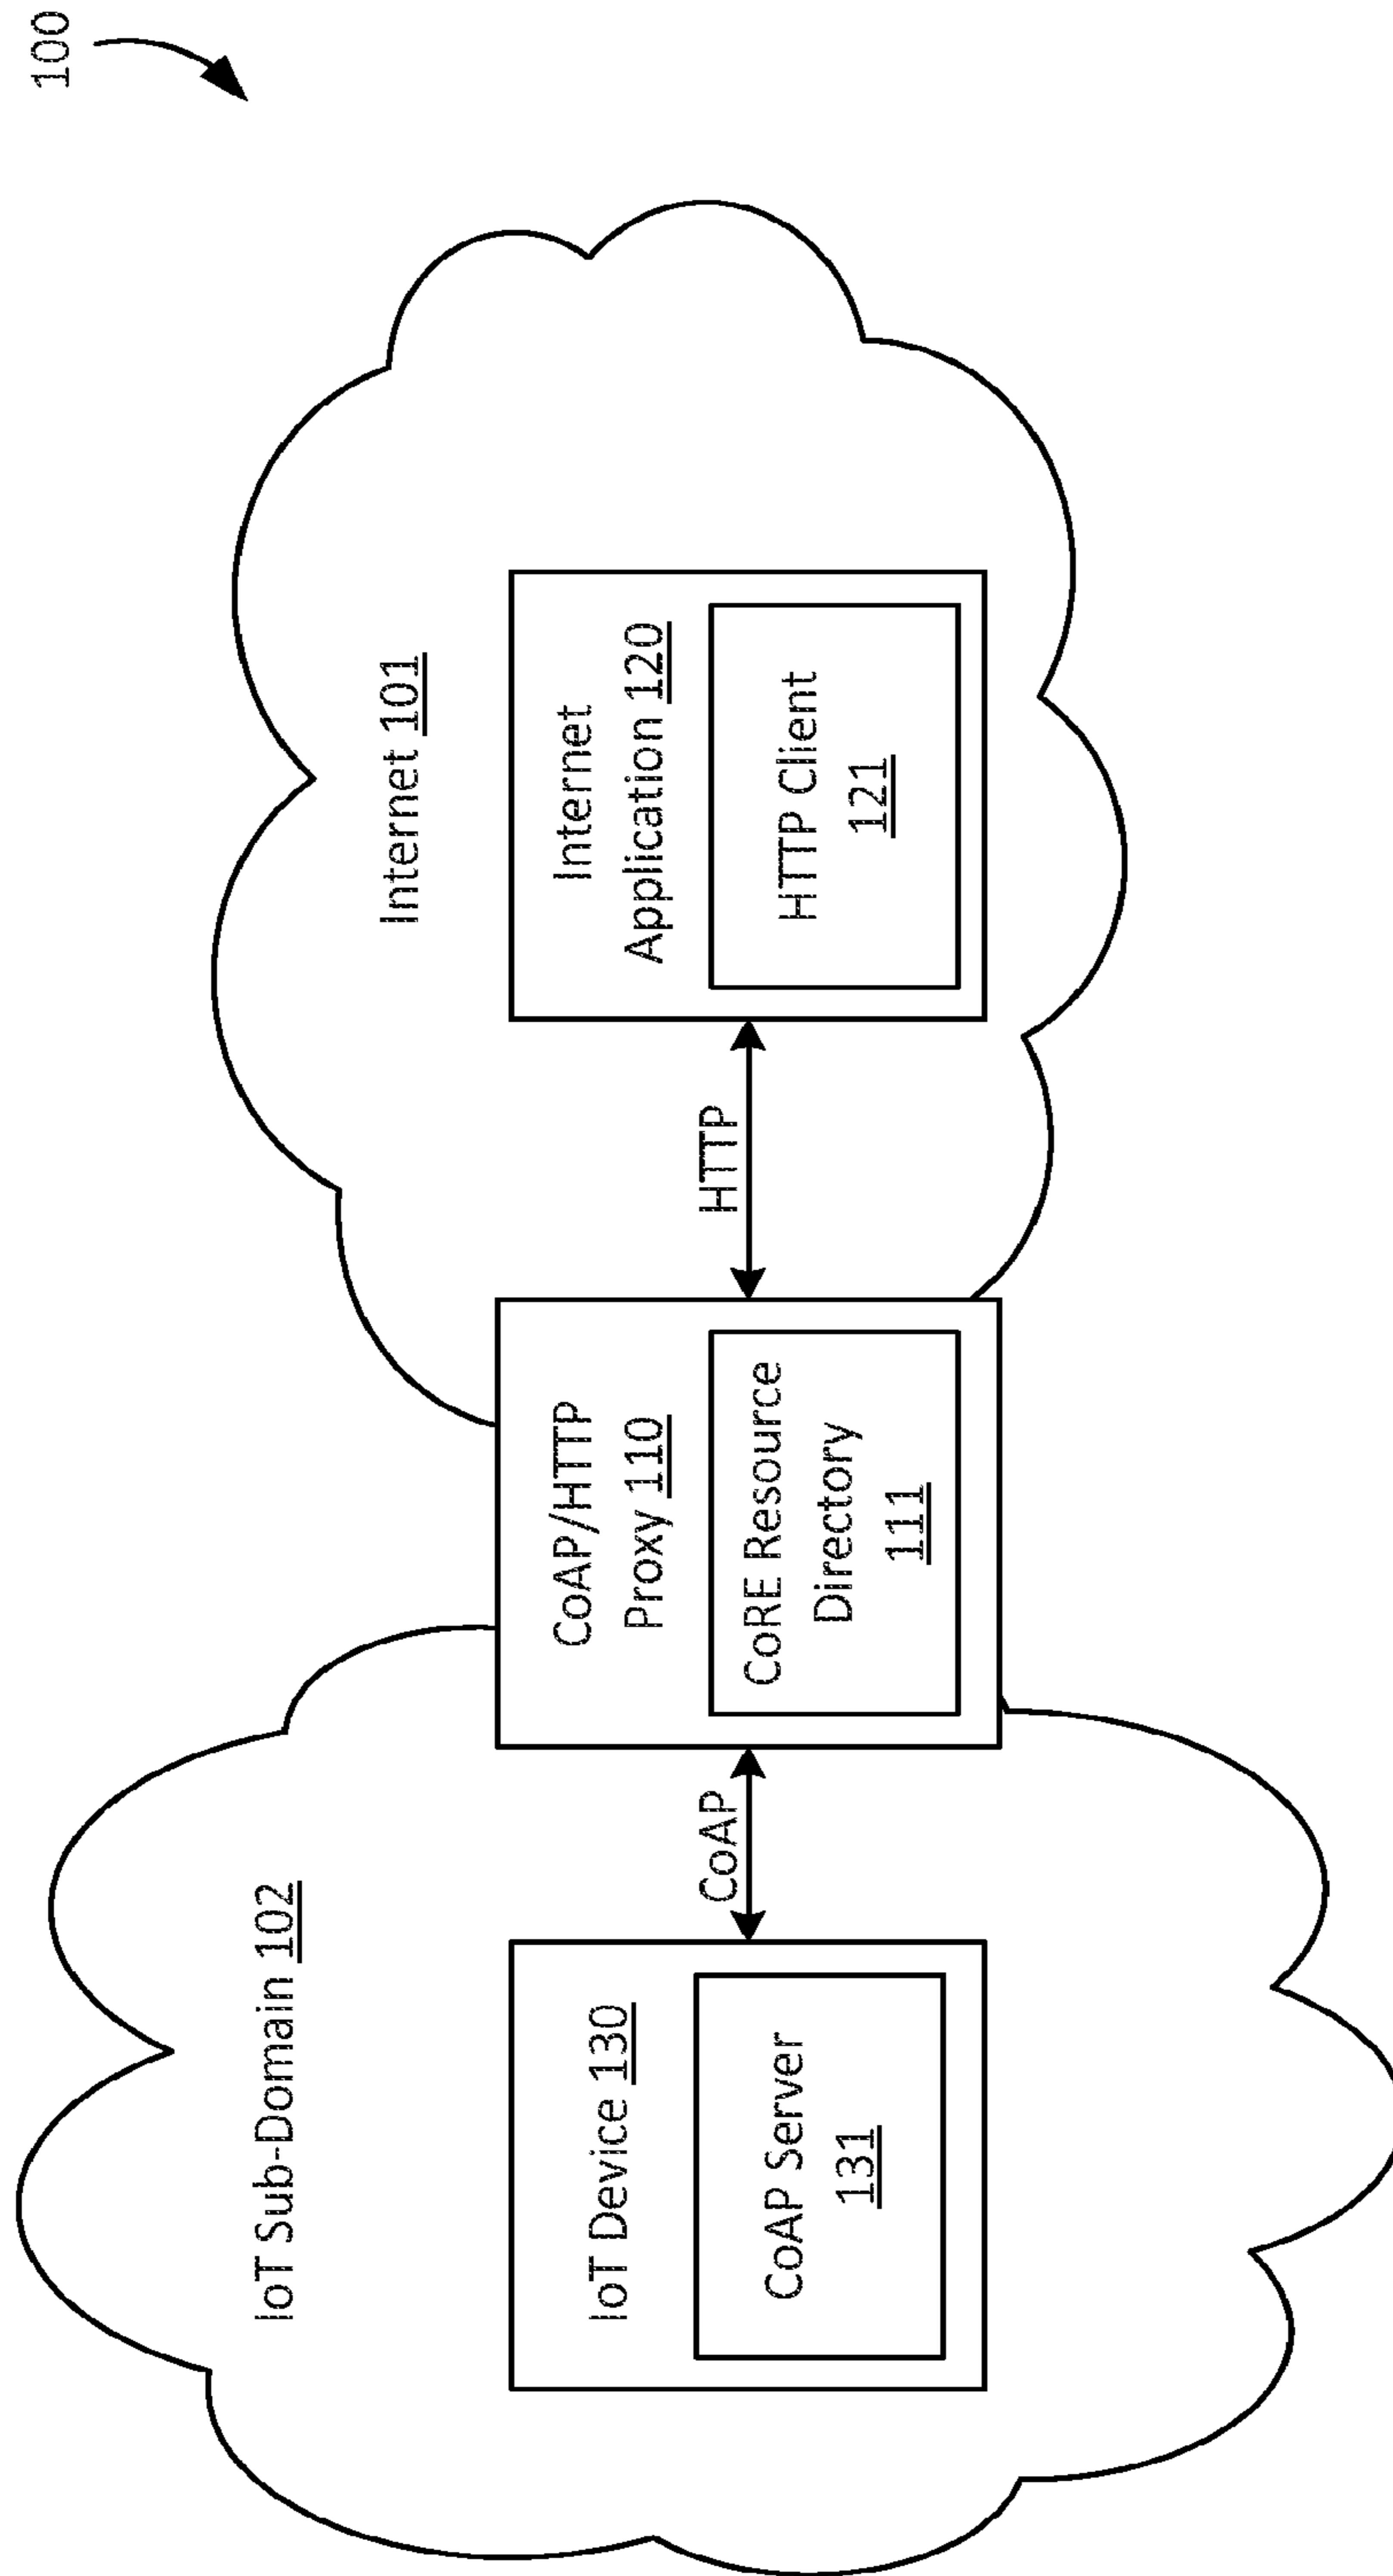 100
IoT Sub-Domain 102
IoT Device 130
CoAP Server
131
CoAP
CoAP/HTTP
Proxy 110
CoRE Resource
Directory
111
HTTP
Internet 101
Internet
Application 120
HTTP Client
121